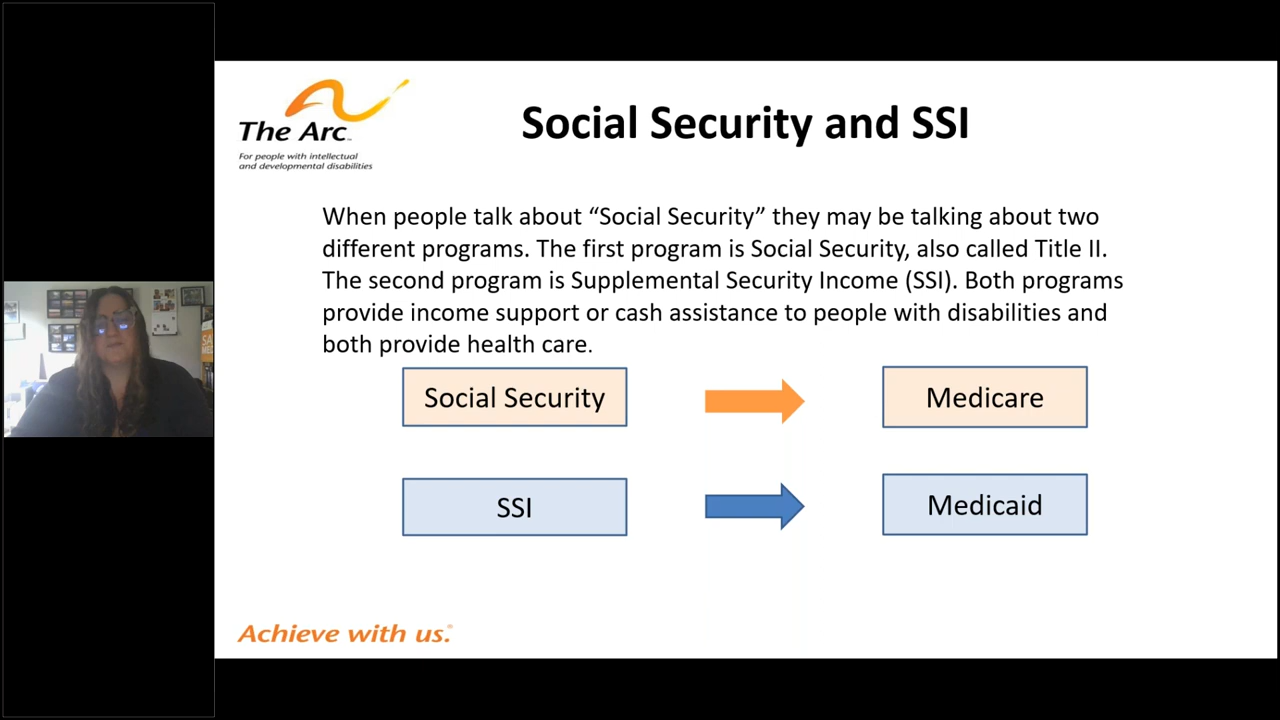 The Arc™
For people with intellectual
and developmental disabilities
Social Security and SSI
When people talk about “Social Security” they may be talking about two
different programs. The first program is Social Security, also called Title II.
The second program is Supplemental Security Income (SSI). Both programs
provide income support or cash assistance to people with disabilities and
both provide health care.
Social Security
Medicare
SSI
Medicaid
Achieve with us.®